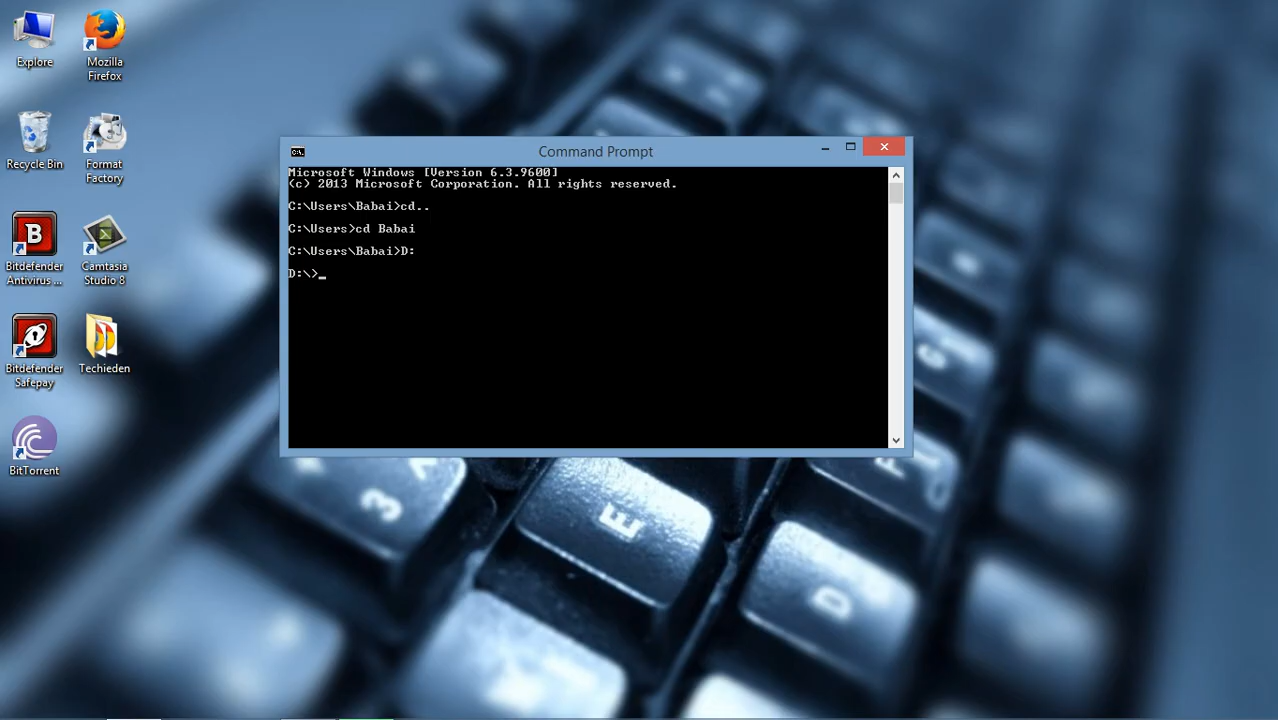 Explore
Mozilla
Firefox
Recycle Bin
Format
Factory
Bitdefender
Antivirus ...
Camtasia
Studio 8
Bitdefender
Safepay
Techieden
BitTorrent
Command Prompt
Microsoft Windows [Version 6.3.9600]
(c) 2013 Microsoft Corporation. All rights reserved.
C:\Users\Babai>cd..
C:\Users>cd Babai
C:\Users\Babai>D:
D:\>_
3
E
D